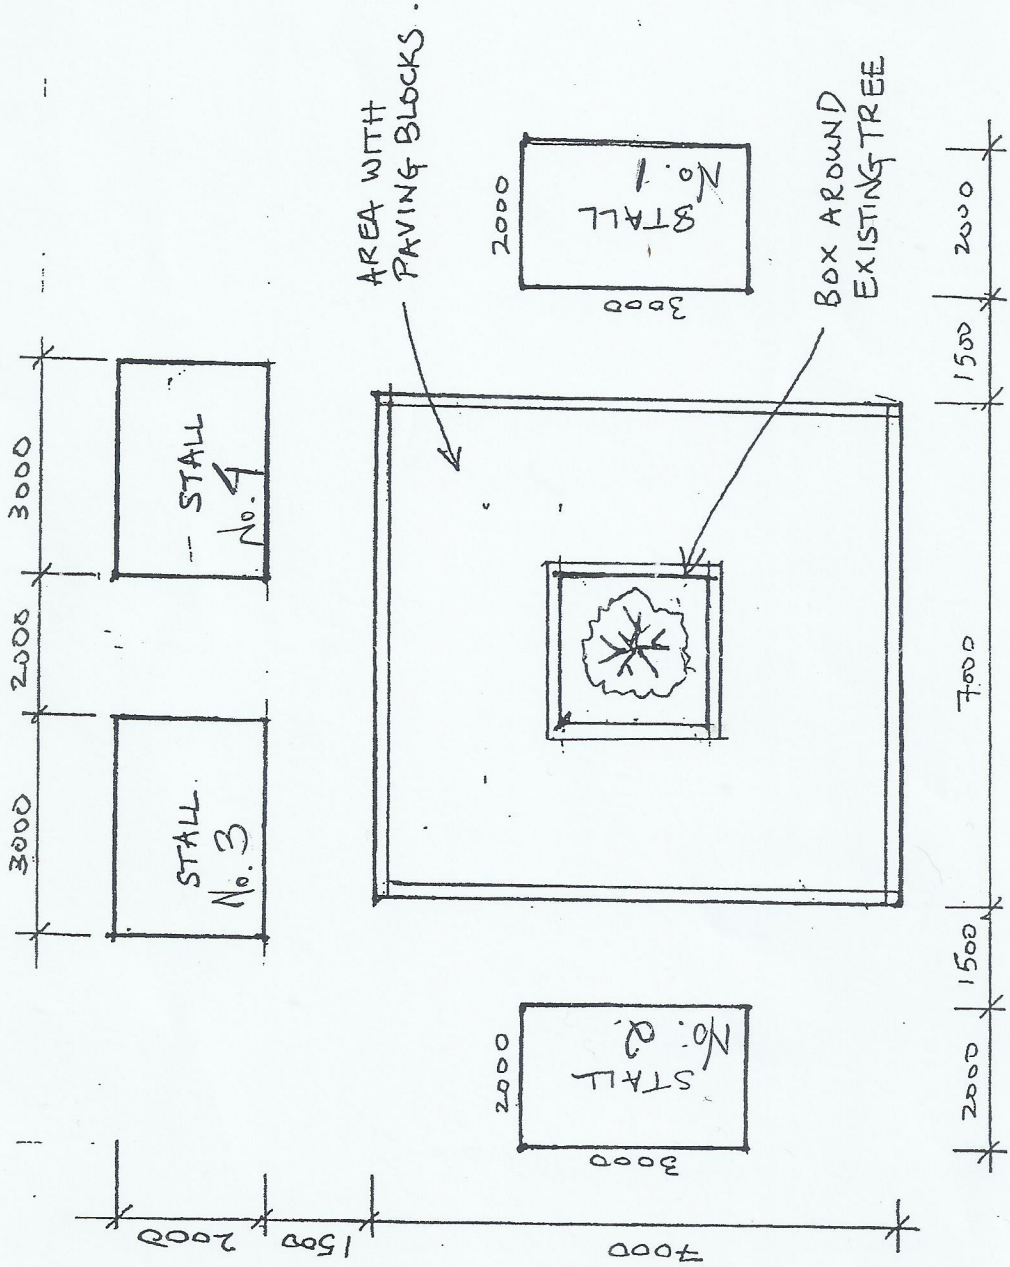 3000
2000
3000
STALL
No. 3
STALL
No. 4
AREA WITH
PAVING BLOCKS.
2000
3000
STALL
No. 2
2000
3000
STALL
No. 1
BOX AROUND
EXISTING TREE
2000
1500
7000
1500
2000
2000
1500
7000